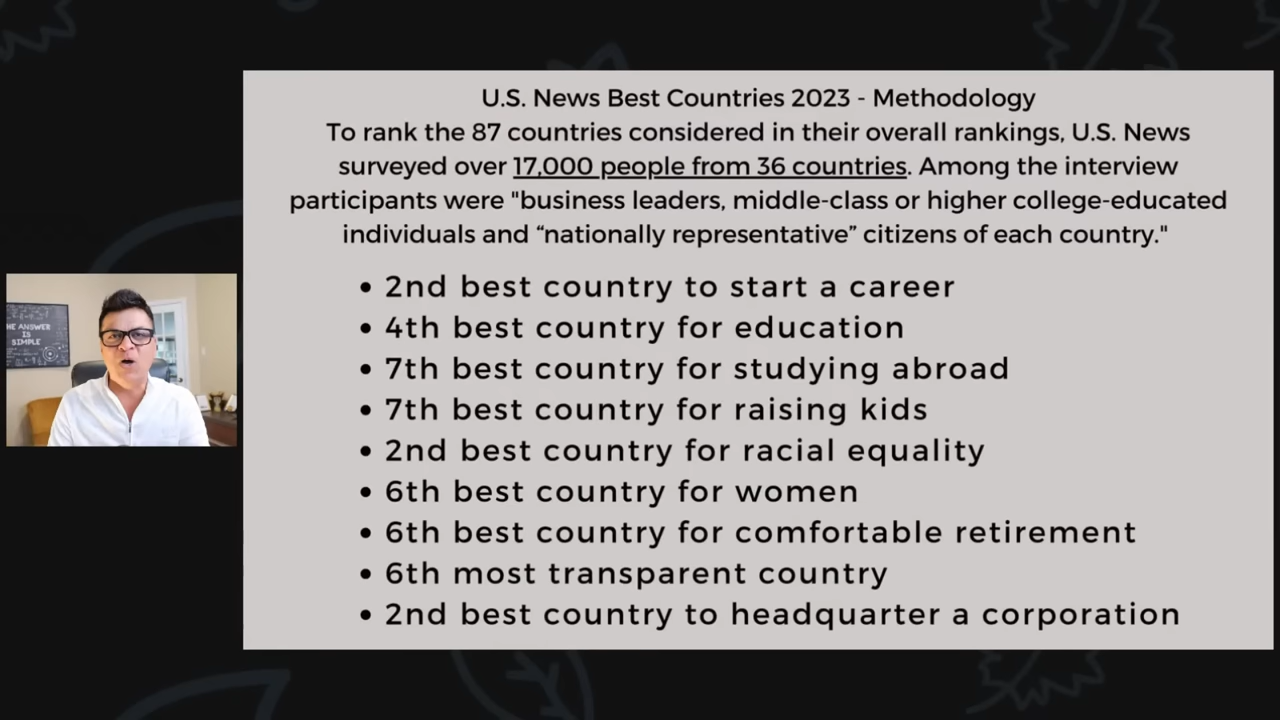 U.S. News Best Countries 2023 - Methodology
To rank the 87 countries considered in their overall rankings, U.S. News
surveyed over 17,000 people from 36 countries. Among the interview
participants were "business leaders, middle-class or higher college-educated
individuals and “nationally representative” citizens of each country."
• 2nd best country to start a career
• 4th best country for education
• 7th best country for studying abroad
• 7th best country for raising kids
• 2nd best country for racial equality
• 6th best country for women
• 6th best country for comfortable retirement
• 6th most transparent country
• 2nd best country to headquarter a corporation
HE ANSWER
IS
SIMPLE